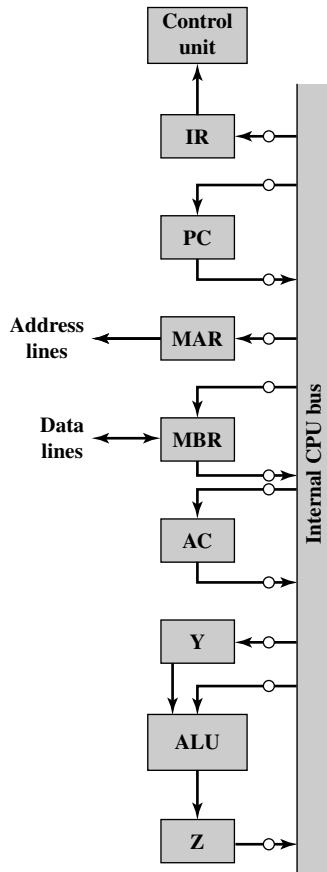 Control
unit
IR
PC
Address
lines
MAR
Data
lines
MBR
AC
Y
ALU
Z
Internal CPU bus